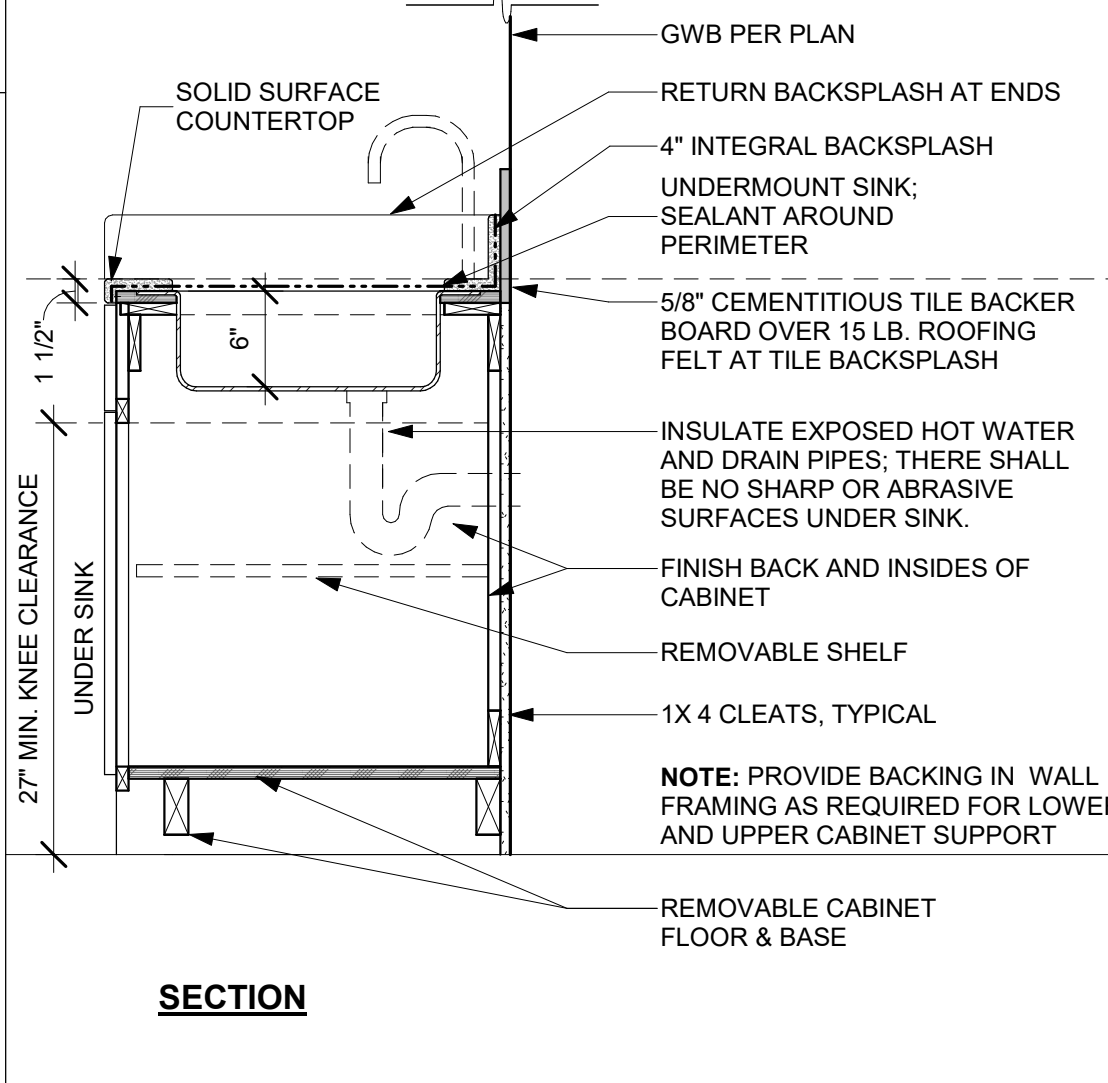 GWB PER PLAN
SOLID SURFACE
COUNTERTOP
RETURN BACKSPLASH AT ENDS
4" INTEGRAL BACKSPLASH
UNDERMOUNT SINK;
SEALANT AROUND
PERIMETER
1 1/2"
6"
5/8" CEMENTITIOUS TILE BACKER
BOARD OVER 15 LB. ROOFING
FELT AT TILE BACKSPLASH
INSULATE EXPOSED HOT WATER
AND DRAIN PIPES; THERE SHALL
BE NO SHARP OR ABRASIVE
SURFACES UNDER SINK.
27" MIN. KNEE CLEARANCE
UNDER SINK
FINISH BACK AND INSIDES OF
CABINET
REMOVABLE SHELF
1X 4 CLEATS, TYPICAL
NOTE: PROVIDE BACKING IN WALL
FRAMING AS REQUIRED FOR LOWER
AND UPPER CABINET SUPPORT
REMOVABLE CABINET
FLOOR & BASE
SECTION